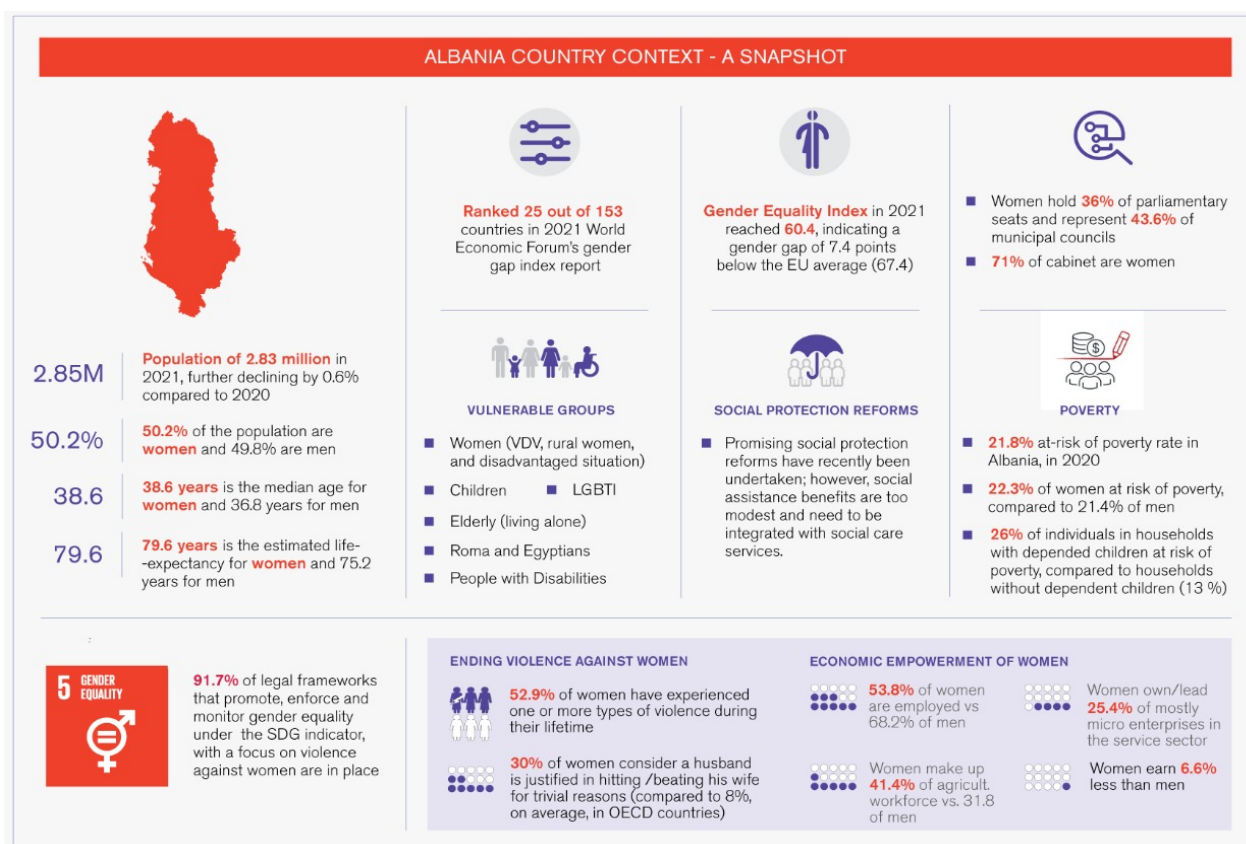 ALBANIA COUNTRY CONTEXT - A SNAPSHOT
2.85M
Population of 2.83 million in
2021, further declining by 0.6%
compared to 2020
50.2%
50.2% of the population are
women and 49.8% are men
38.6
38.6 years is the median age for
women and 36.8 years for men
79.6
79.6 years is the estimated life-
-expectancy for women and 75.2
years for men
Ranked 25 out of 153
countries in 2021 World
Economic Forum's gender
gap index report
Gender Equality Index in 2021
reached 60.4, indicating a
gender gap of 7.4 points
below the EU average (67.4)
■ Women hold 36% of parliamentary
seats and represent 43.6% of
municipal councils
■ 71% of cabinet are women
VULNERABLE GROUPS
■ Women (VDV, rural women,
and disadvantaged situation)
■ Children ■ LGBTI
■ Elderly (living alone)
■ Roma and Egyptians
■ People with Disabilities
SOCIAL PROTECTION REFORMS
■ Promising social protection
reforms have recently been
undertaken; however, social
assistance benefits are too
modest and need to be
integrated with social care
services.
$
POVERTY
■ 21.8% at-risk of poverty rate in
Albania, in 2020
■ 22.3% of women at risk of poverty,
compared to 21.4% of men
■ 26% of individuals in households
with depended children at risk of
poverty, compared to households
without dependent children (13 %)
5 GENDER
EQUALITY
91.7% of legal frameworks
that promote, enforce and
monitor gender equality
under the SDG indicator,
with a focus on violence
against women are in place
ENDING VIOLENCE AGAINST WOMEN
52.9% of women have experienced
one or more types of violence during
their lifetime
30% of women consider a husband
is justified in hitting /beating his wife
for trivial reasons (compared to 8%,
on average, in OECD countries)
ECONOMIC EMPOWERMENT OF WOMEN
53.8% of women
are employed vs
68.2% of men
Women make up
41.4% of agricult.
workforce vs. 31.8
of men
Women own/lead
25.4% of mostly
micro enterprises in
the service sector
Women earn 6.6%
less than men